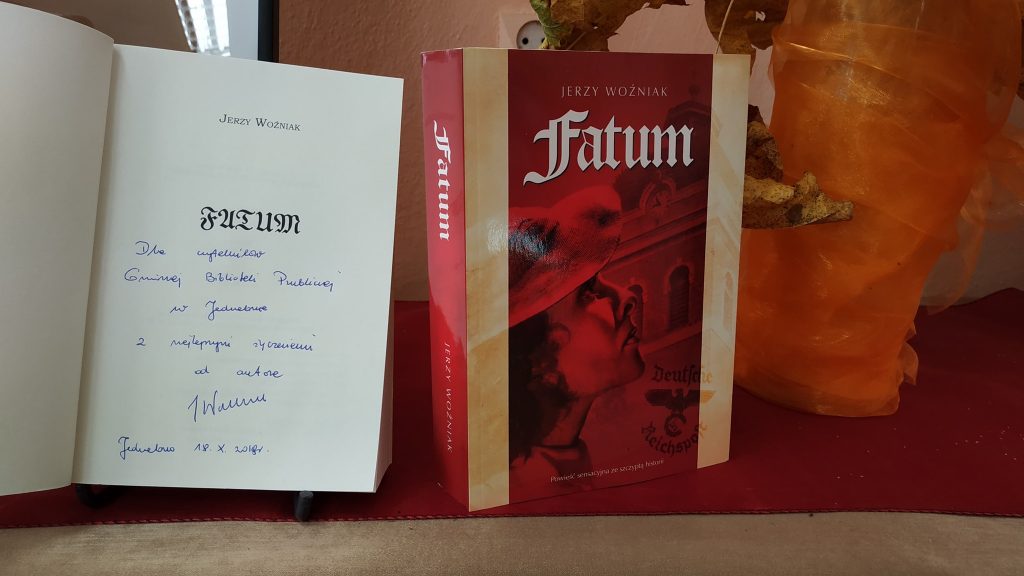 JERZY WOŹNIAK
FATUM
Dla czytelników
Gminnej Biblioteki Publicznej
w Jedwabnie
z najlepszymi życzeniami
od autora
Jedwabno 18. X. 2018r.
Fatum
JERZY WOŹNIAK
JERZY WOŹNIAK
Fatum
Deutsche
Reichspost
Powieść sensacyjna ze szczyptą historii